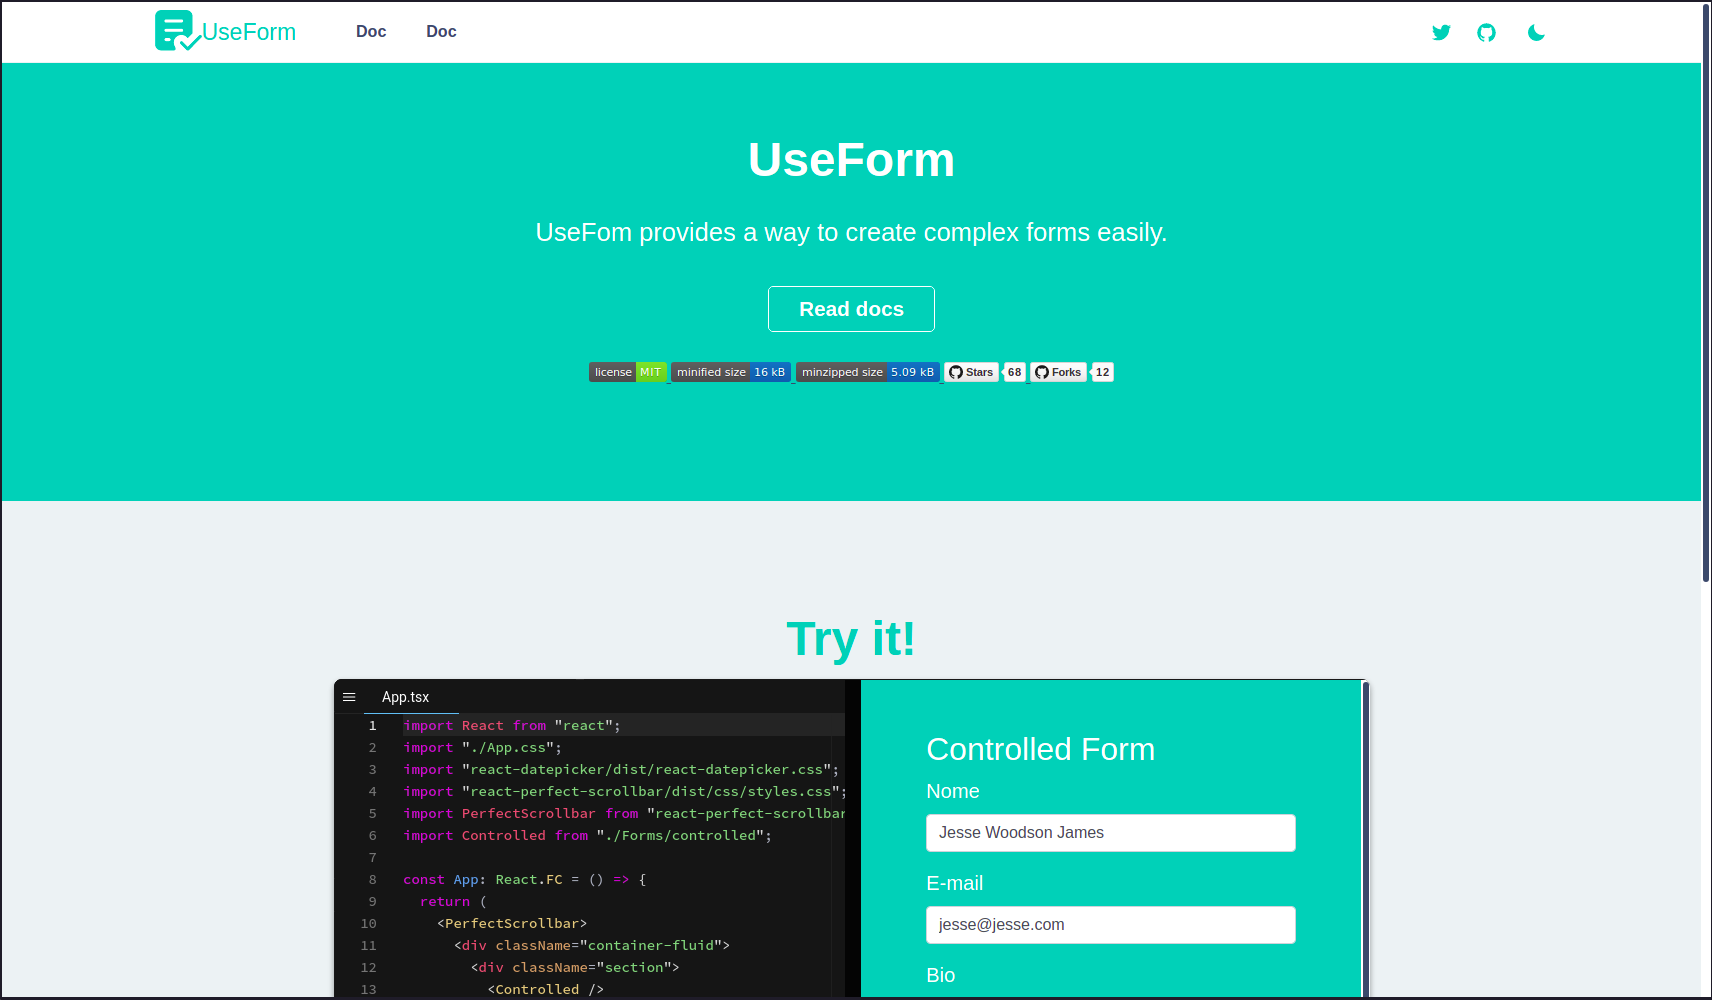 UseForm Doc Doc
UseForm
UseFom provides a way to create complex forms easily.
Read docs
license MIT minified size 16 kB minzipped size 5.09 kB Stars 68 Forks 12
Try it!
App.tsx
1 import React from "react";
2 import "./App.css";
3 import "react-datepicker/dist/react-datepicker.css";
4 import "react-perfect-scrollbar/dist/css/styles.css";
5 import PerfectScrollbar from "react-perfect-scrollbar
6 import Controlled from "./Forms/controlled";
7
8 const App: React.FC = () => {
9 return (
10 <PerfectScrollbar>
11 <div className="container-fluid">
12 <div className="section">
13 <Controlled />
Controlled Form
Nome
Jesse Woodson James
E-mail
jesse@jesse.com
Bio